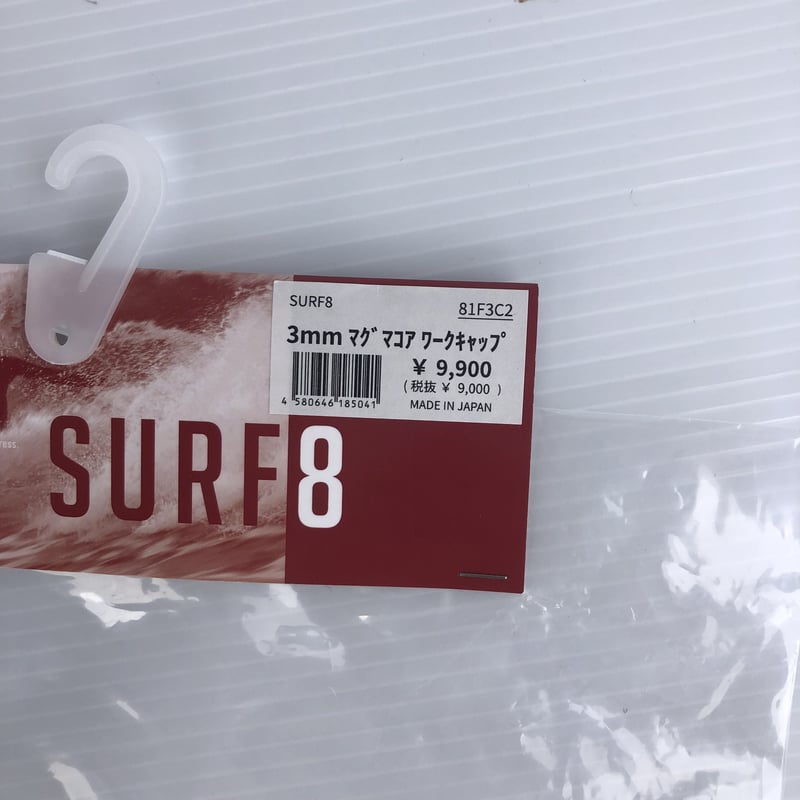 SURF8
81F3C2
3mm ﾏｸﾞﾏｺｱ ﾜｰｸｷｬｯﾌﾟ
¥ 9,900
( 税抜 ¥ 9,000 )
4 580646 185041
MADE IN JAPAN
ress.
SURF8